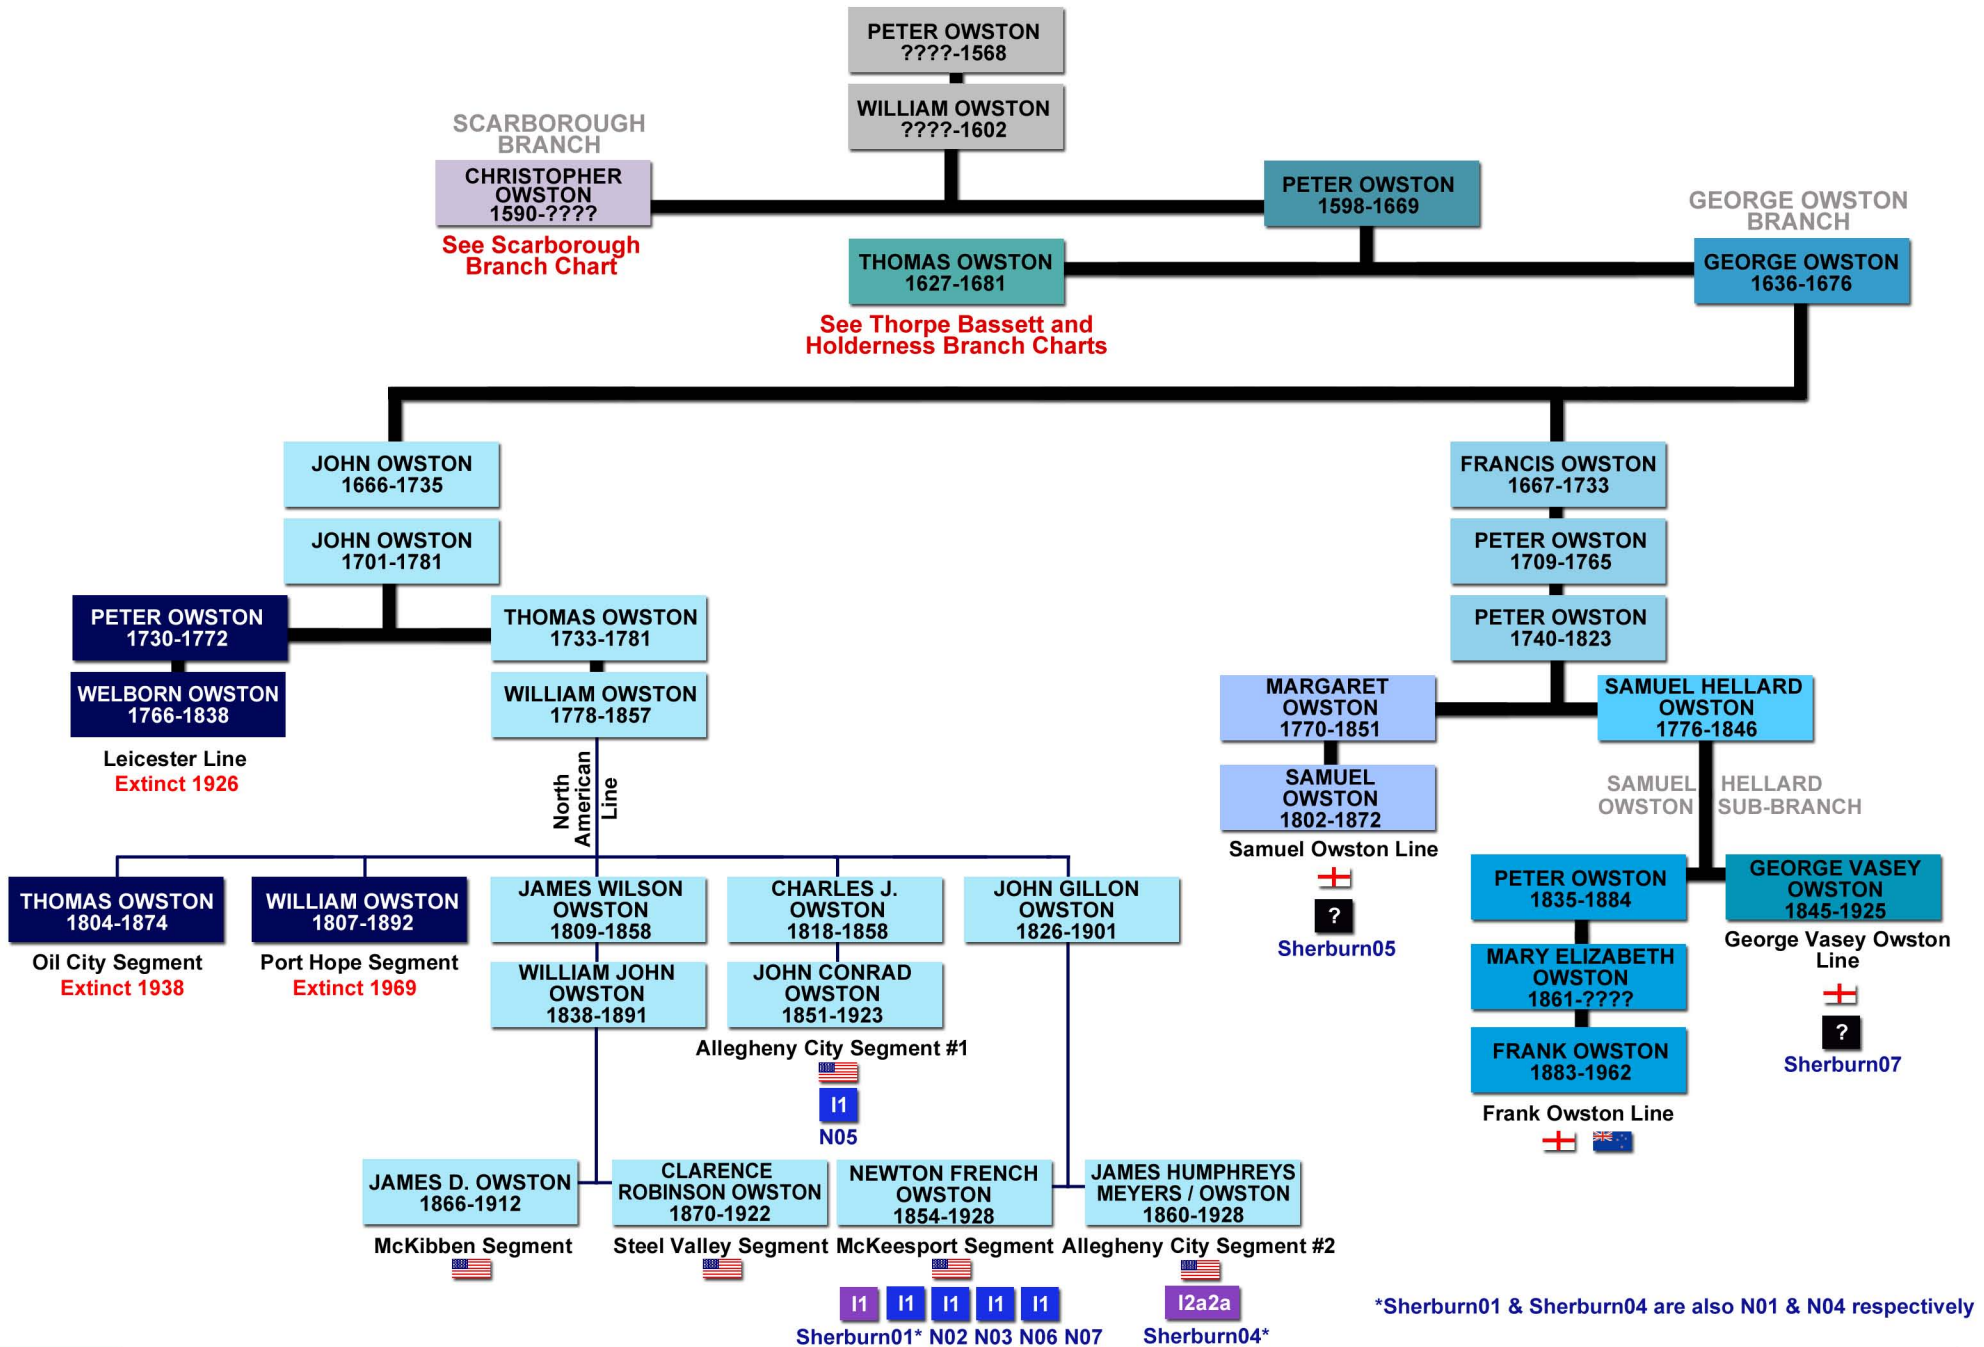 PETER OWSTON
????-1568
WILLIAM OWSTON
????-1602
SCARBOROUGH
BRANCH
CHRISTOPHER
OWSTON
1590-????
See Scarborough
Branch Chart
PETER OWSTON
1598-1669
GEORGE OWSTON
BRANCH
THOMAS OWSTON
1627-1681
See Thorpe Bassett and
Holderness Branch Charts
GEORGE OWSTON
1636-1676
JOHN OWSTON
1666-1735
FRANCIS OWSTON
1667-1733
JOHN OWSTON
1701-1781
PETER OWSTON
1709-1765
PETER OWSTON
1730-1772
THOMAS OWSTON
1733-1781
PETER OWSTON
1740-1823
WELBORN OWSTON
1766-1838
Leicester Line
Extinct 1926
WILLIAM OWSTON
1778-1857
MARGARET
OWSTON
1770-1851
SAMUEL HELLARD
OWSTON
1776-1846
North
American
Line
SAMUEL
OWSTON
1802-1872
Samuel Owston Line
?
Sherburn05
SAMUEL HELLARD
OWSTON SUB-BRANCH
THOMAS OWSTON
1804-1874
Oil City Segment
Extinct 1938
WILLIAM OWSTON
1807-1892
Port Hope Segment
Extinct 1969
JAMES WILSON
OWSTON
1809-1858
CHARLES J.
OWSTON
1818-1858
JOHN GILLON
OWSTON
1826-1901
PETER OWSTON
1835-1884
GEORGE VASEY
OWSTON
1845-1925
George Vasey Owston
Line
?
Sherburn07
WILLIAM JOHN
OWSTON
1838-1891
JOHN CONRAD
OWSTON
1851-1923
Allegheny City Segment #1
I1
N05
MARY ELIZABETH
OWSTON
1861-????
FRANK OWSTON
1883-1962
Frank Owston Line
JAMES D. OWSTON
1866-1912
McKibben Segment
CLARENCE
ROBINSON OWSTON
1870-1922
Steel Valley Segment
NEWTON FRENCH
OWSTON
1854-1928
McKeesport Segment
I1 I1 I1 I1 I1
Sherburn01* N02 N03 N06 N07
JAMES HUMPHREYS
MEYERS / OWSTON
1860-1928
Allegheny City Segment #2
I2a2a
Sherburn04*
*Sherburn01 & Sherburn04 are also N01 & N04 respectively